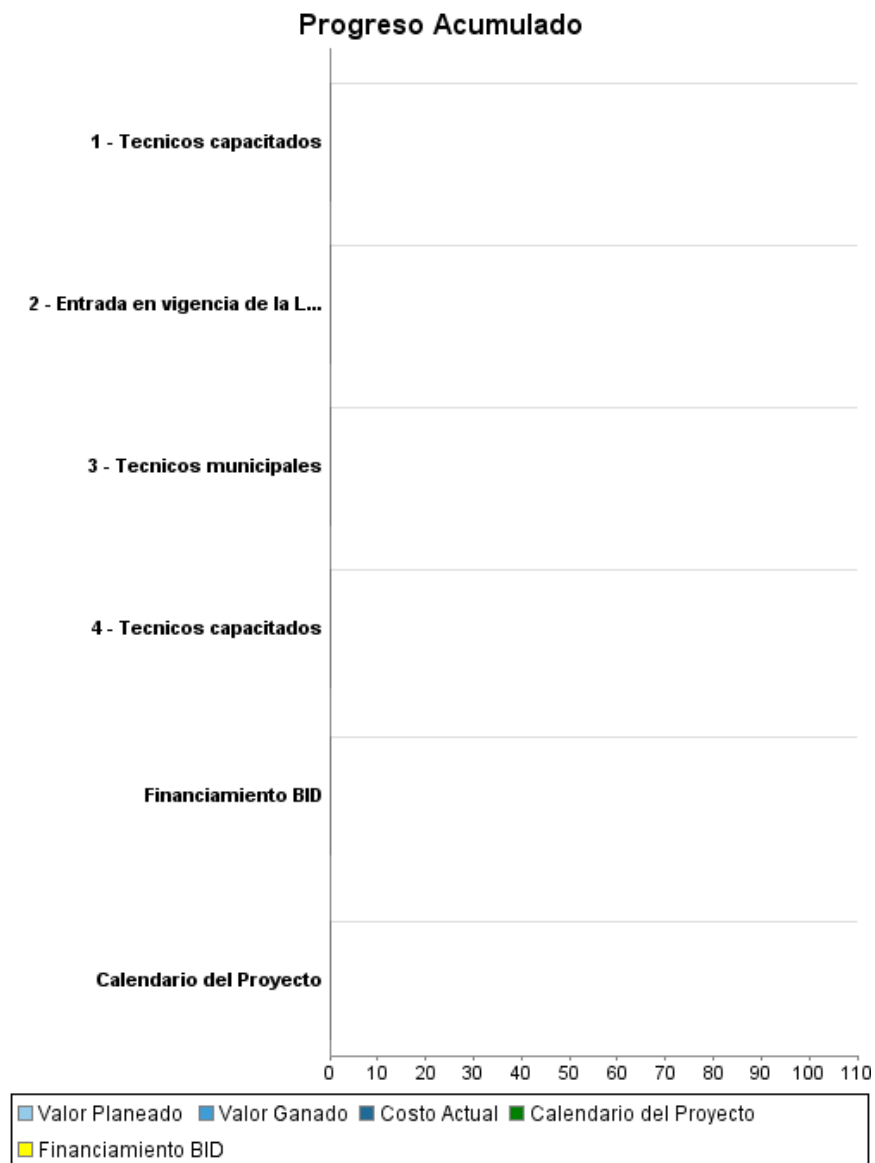 Progreso Acumulado
1 - Tecnicos capacitados
2 - Entrada en vigencia de la L...
3 - Tecnicos municipales
4 - Tecnicos capacitados
Financiamiento BID
Calendario del Proyecto
0 10 20 30 40 50 60 70 80 90 100 110
Valor Planeado Valor Ganado Costo Actual Calendario del Proyecto
Financiamiento BID